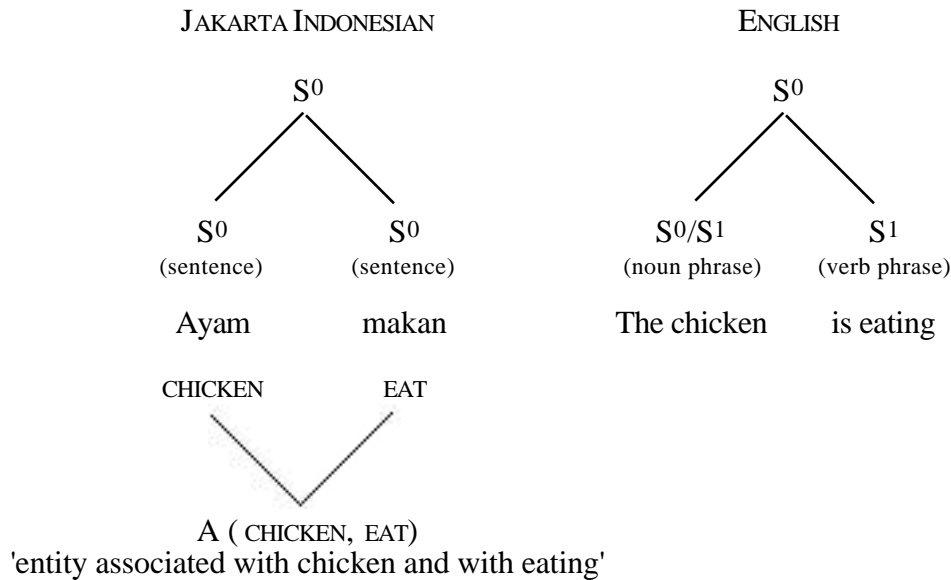 JAKARTA INDONESIAN ENGLISH
S⁰ S⁰
S⁰ S⁰ S⁰/S¹ S¹
(sentence) (sentence) (noun phrase) (verb phrase)
Ayam makan The chicken is eating
CHICKEN EAT
A ( CHICKEN, EAT)
'entity associated with chicken and with eating'